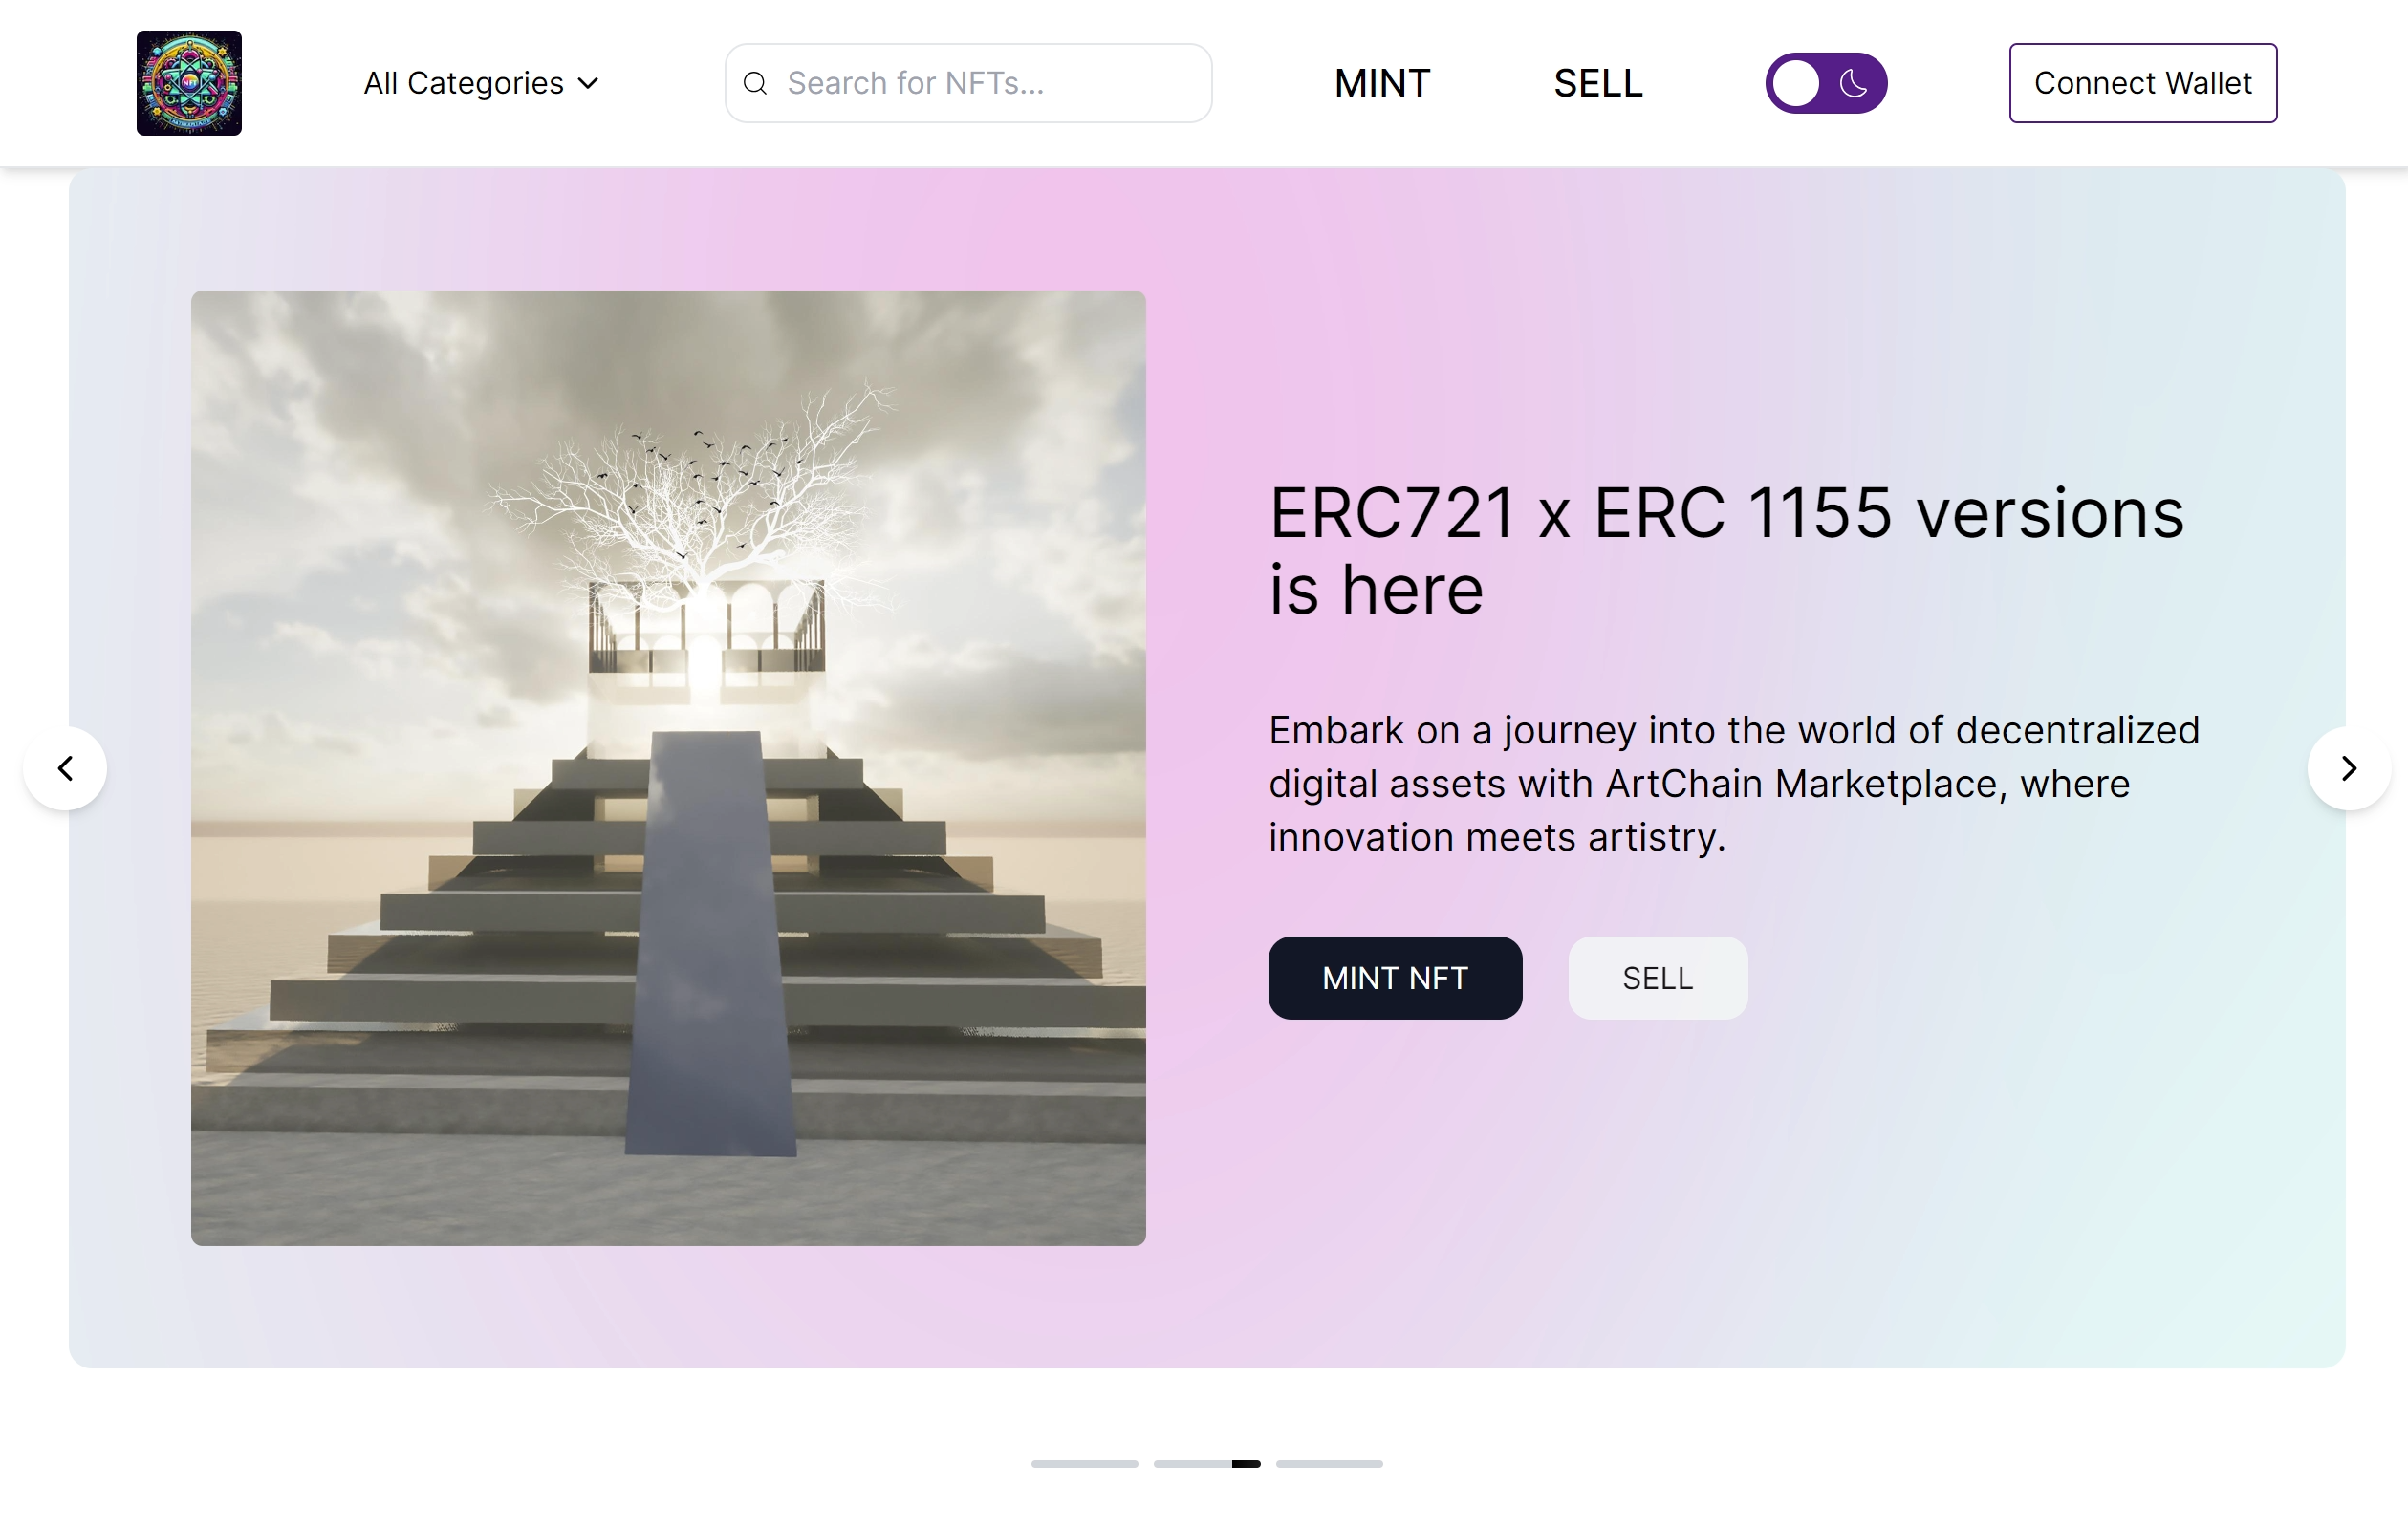 NFT
All Categories
Search for NFTs...
MINT
SELL
Connect Wallet
ERC721 x ERC 1155 versions
is here
Embark on a journey into the world of decentralized
digital assets with ArtChain Marketplace, where
innovation meets artistry.
MINT NFT
SELL